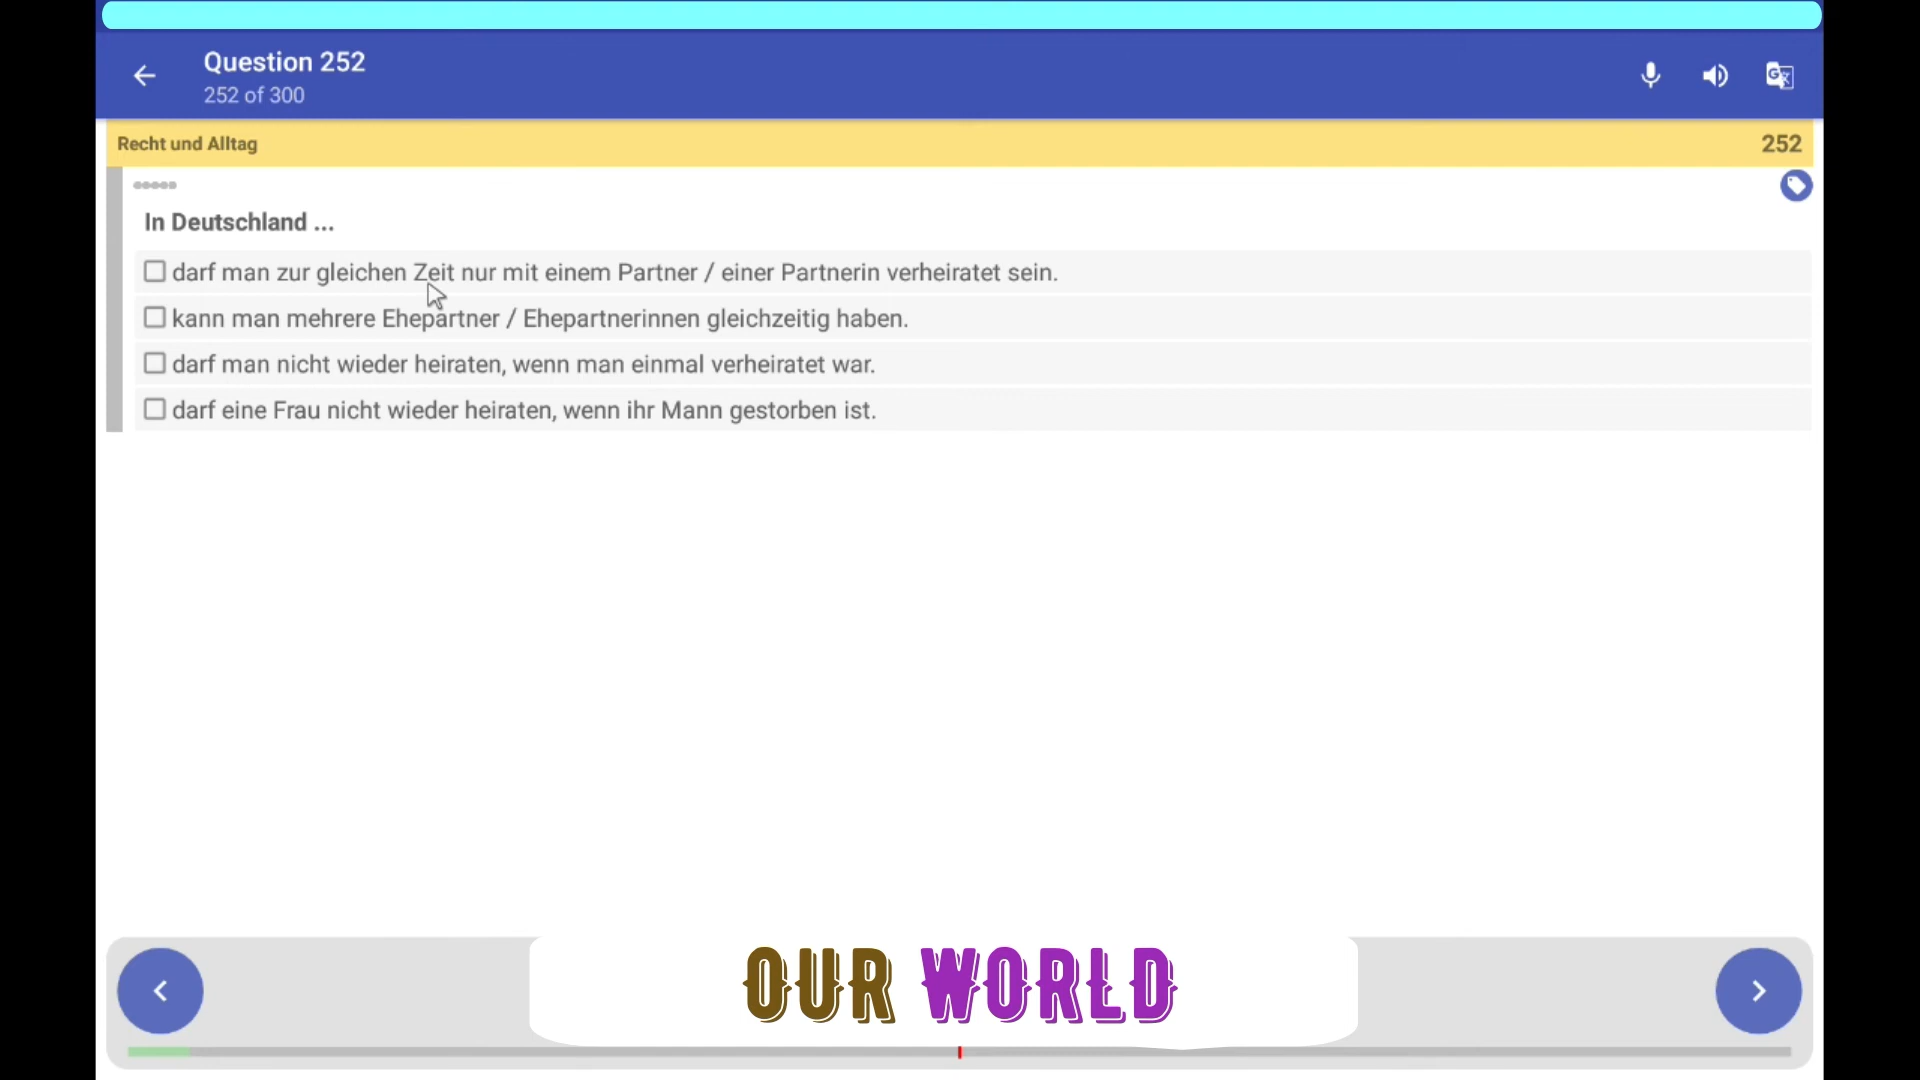 Question 252
252 of 300
Recht und Alltag
252
In Deutschland ...
darf man zur gleichen Zeit nur mit einem Partner / einer Partnerin verheiratet sein.
kann man mehrere Ehepartner / Ehepartnerinnen gleichzeitig haben.
darf man nicht wieder heiraten, wenn man einmal verheiratet war.
darf eine Frau nicht wieder heiraten, wenn ihr Mann gestorben ist.
OUR WORLD